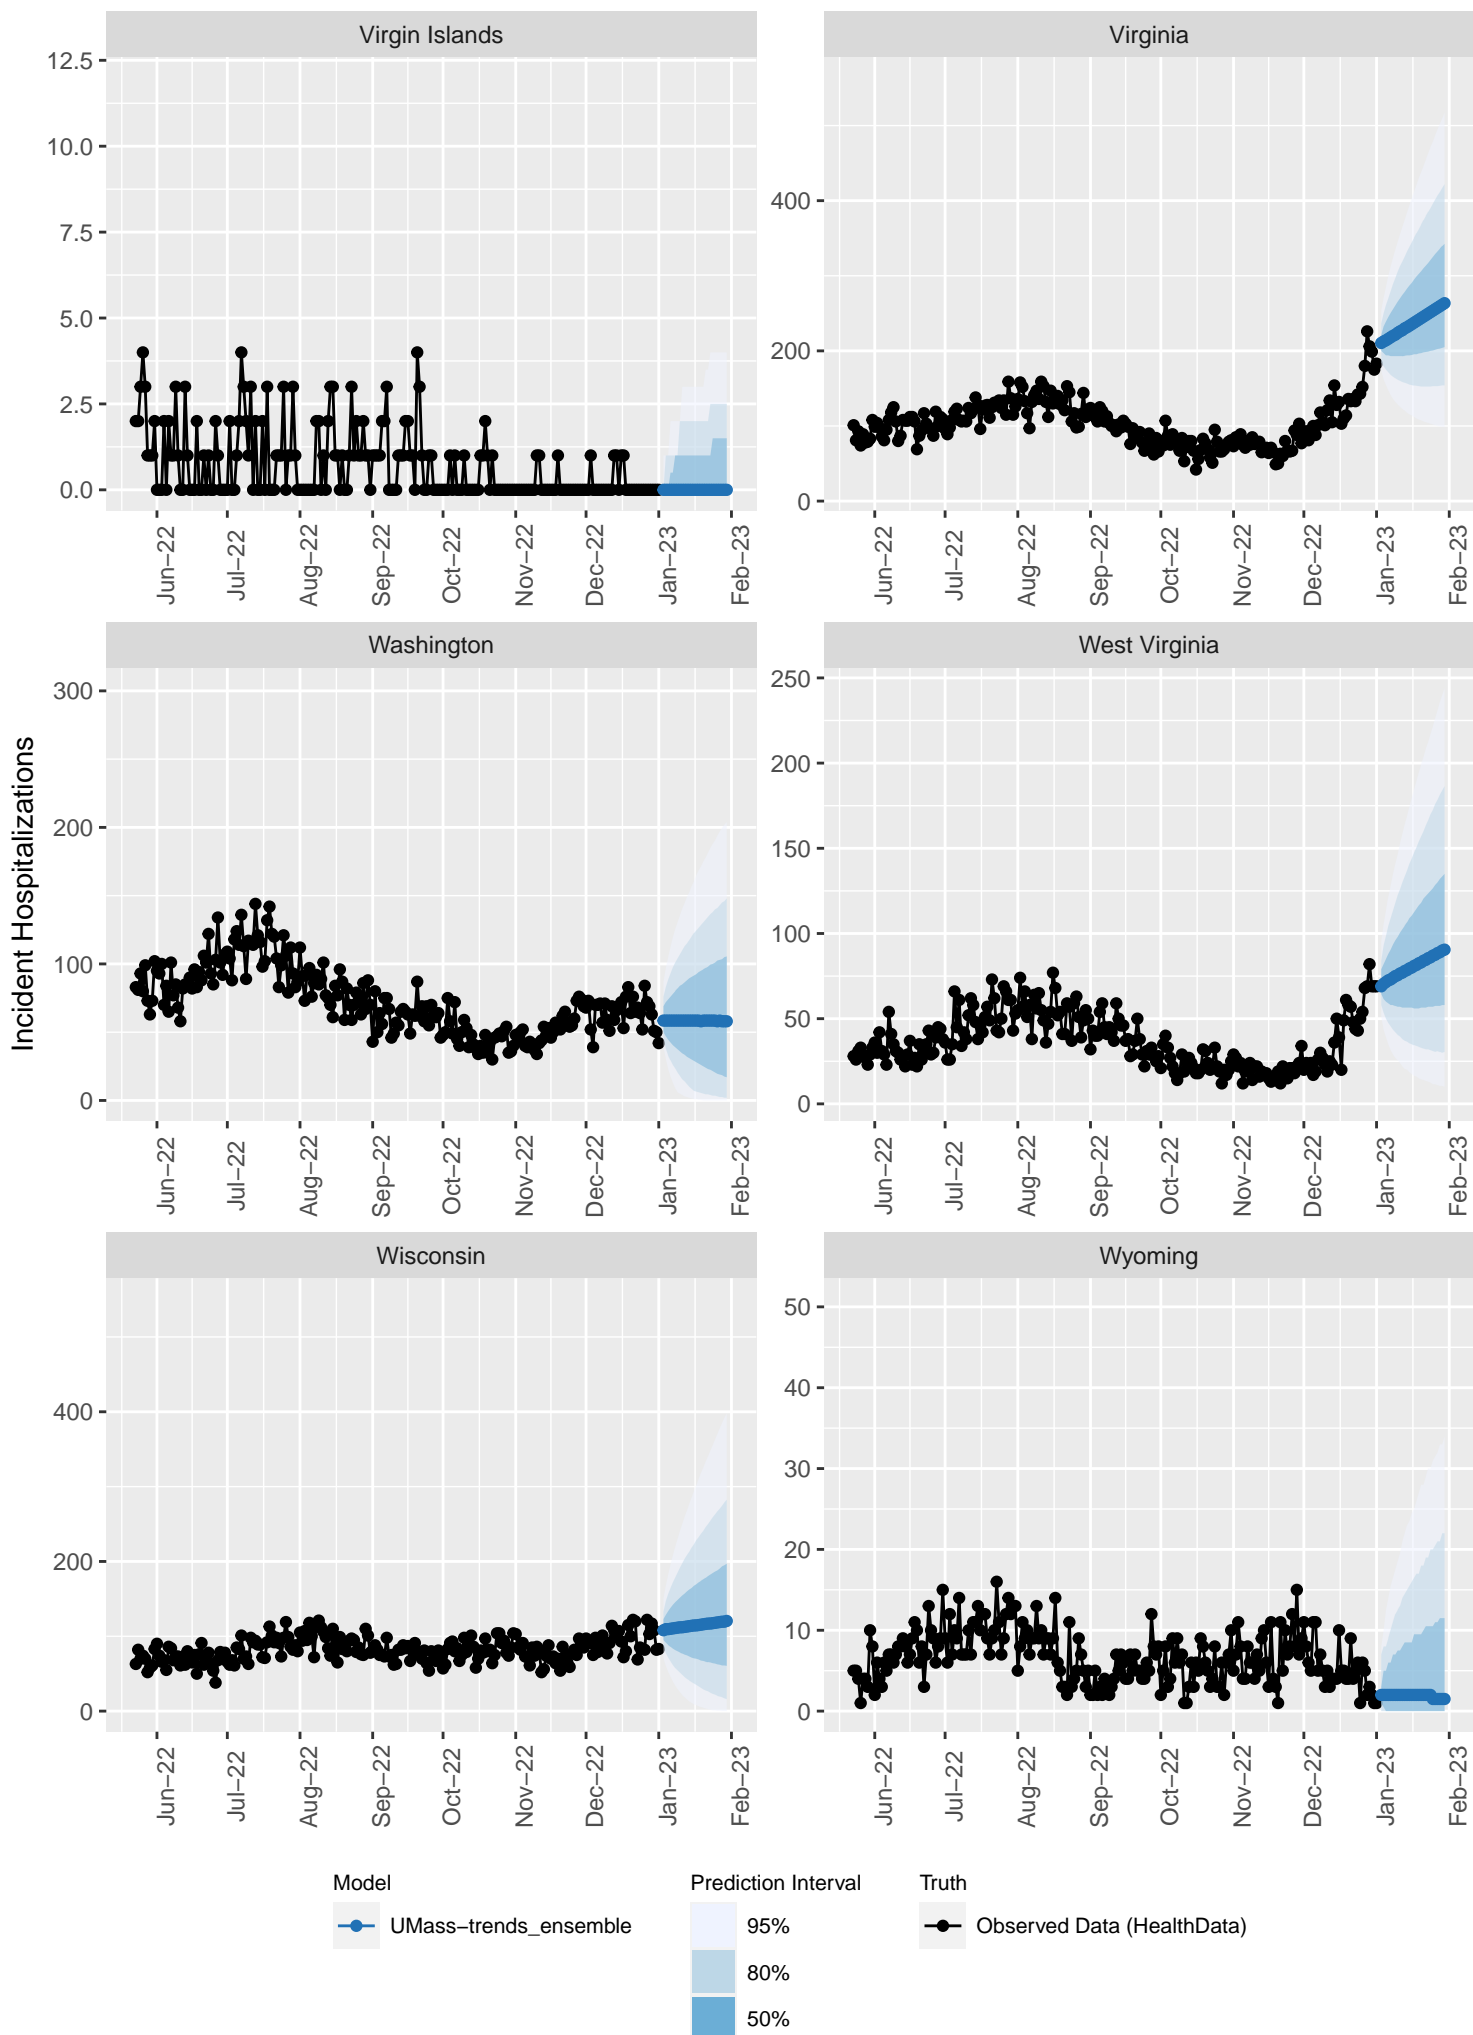 Virgin Islands
Virginia
12.5
10.0
7.5
5.0
2.5
0.0
400
200
0
Jun−22
Jul−22
Aug−22
Sep−22
Oct−22
Nov−22
Dec−22
Jan−23
Feb−23
Jun−22
Jul−22
Aug−22
Sep−22
Oct−22
Nov−22
Dec−22
Jan−23
Feb−23
Incident Hospitalizations
Washington
West Virginia
300
200
100
0
250
200
150
100
50
0
Jun−22
Jul−22
Aug−22
Sep−22
Oct−22
Nov−22
Dec−22
Jan−23
Feb−23
Jun−22
Jul−22
Aug−22
Sep−22
Oct−22
Nov−22
Dec−22
Jan−23
Feb−23
Wisconsin
Wyoming
400
200
0
50
40
30
20
10
0
Jun−22
Jul−22
Aug−22
Sep−22
Oct−22
Nov−22
Dec−22
Jan−23
Feb−23
Jun−22
Jul−22
Aug−22
Sep−22
Oct−22
Nov−22
Dec−22
Jan−23
Feb−23
Model
UMass−trends_ensemble
Prediction Interval
95%
80%
50%
Truth
Observed Data (HealthData)